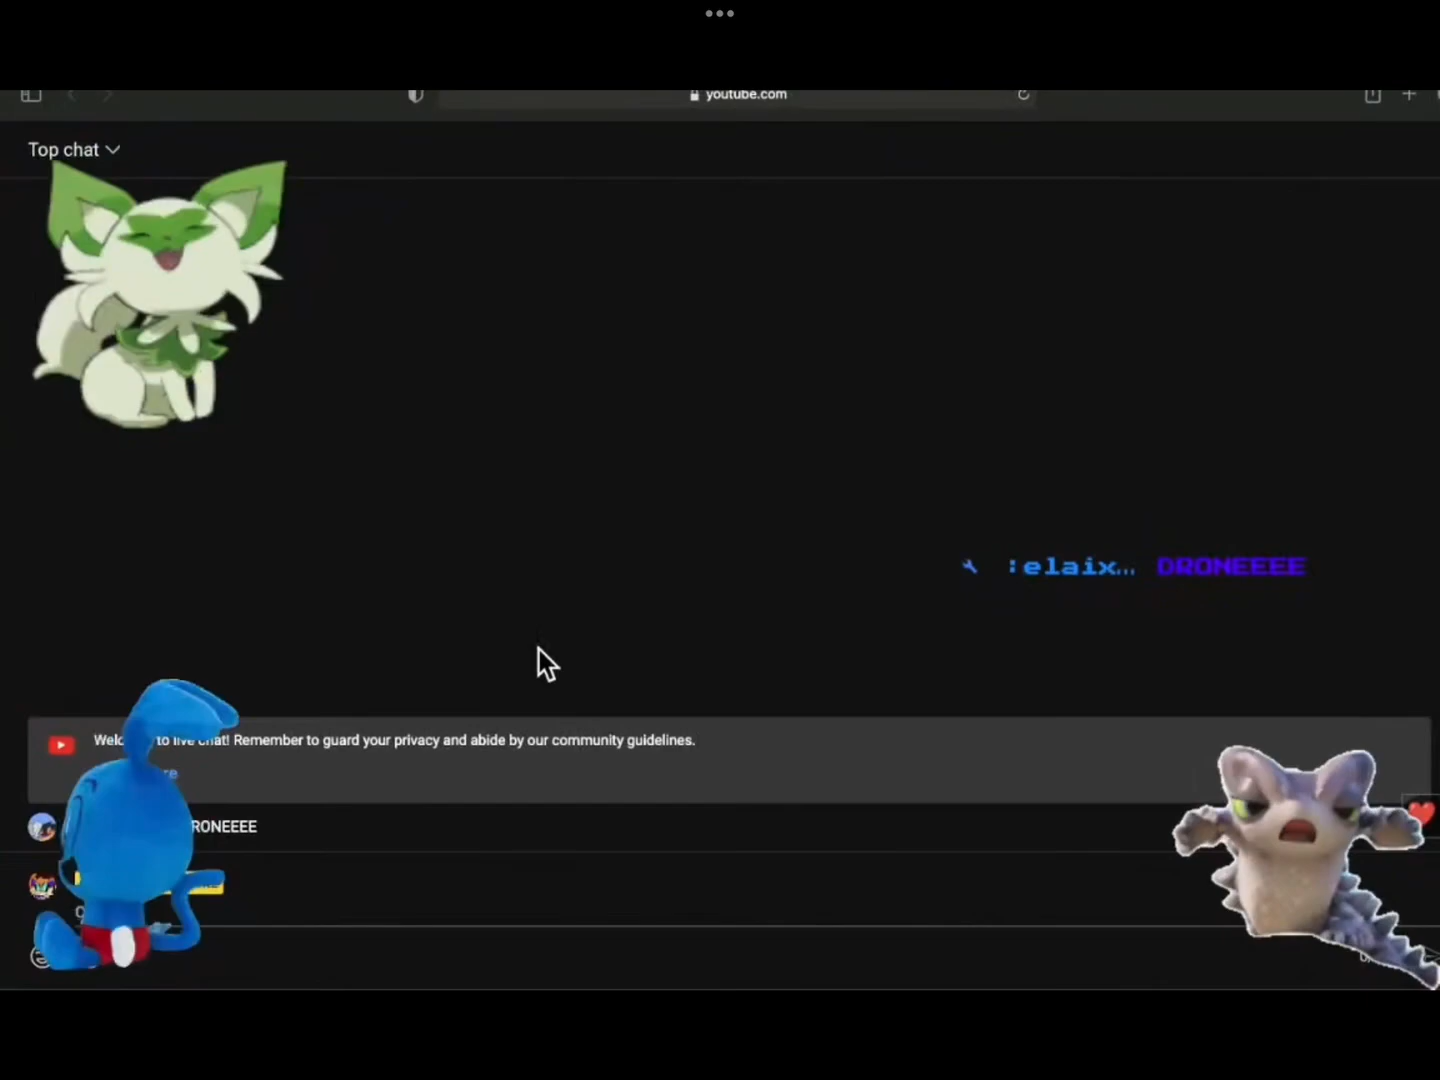 youtube.com
Top chat
:elaix... DRONEEEE
to live chat! Remember to guard your privacy and abide by our community guidelines.
RONEEEE